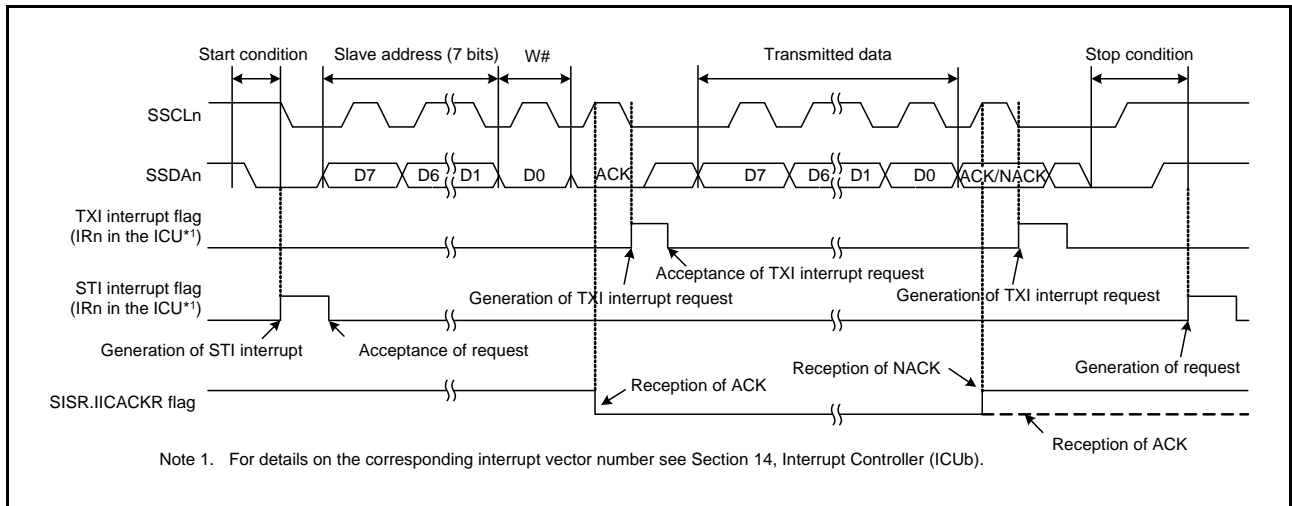 Start condition Slave address (7 bits) W# Transmitted data Stop condition
SSCLn
SSDAn D7 D6 D1 D0 ACK D7 D6 D1 D0 ACK/NACK
TXI interrupt flag
(IRn in the ICU*1)
Acceptance of TXI interrupt request
Generation of TXI interrupt request Generation of TXI interrupt request
STI interrupt flag
(IRn in the ICU*1)
Generation of STI interrupt Acceptance of request Generation of request
Reception of ACK Reception of NACK
SISR.IICACKR flag
Reception of ACK
Note 1. For details on the corresponding interrupt vector number see Section 14, Interrupt Controller (ICUb).